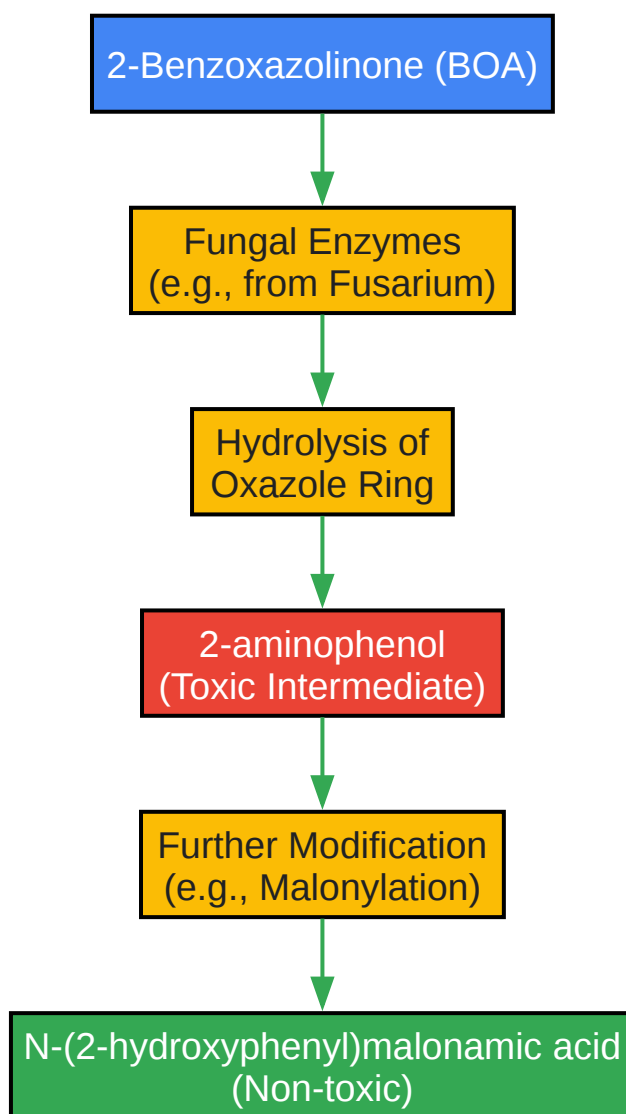 2-Benzoxazolinone (BOA)
Fungal Enzymes
(e.g., from Fusarium)
Hydrolysis of
Oxazole Ring
2-aminophenol
(Toxic Intermediate)
Further Modification
(e.g., Malonylation)
N-(2-hydroxyphenyl)malonamic acid
(Non-toxic)